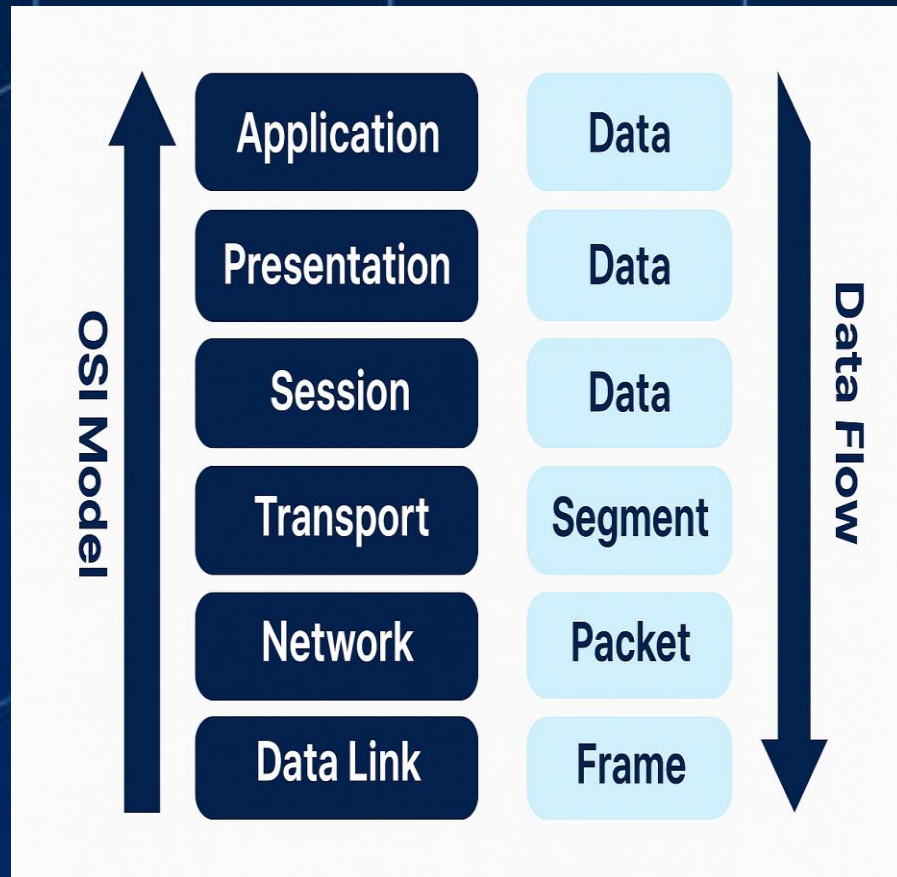 Application
Data
Presentation
Data
Session
Data
Transport
Segment
Network
Packet
Data Link
Frame
OSI Model
Data Flow